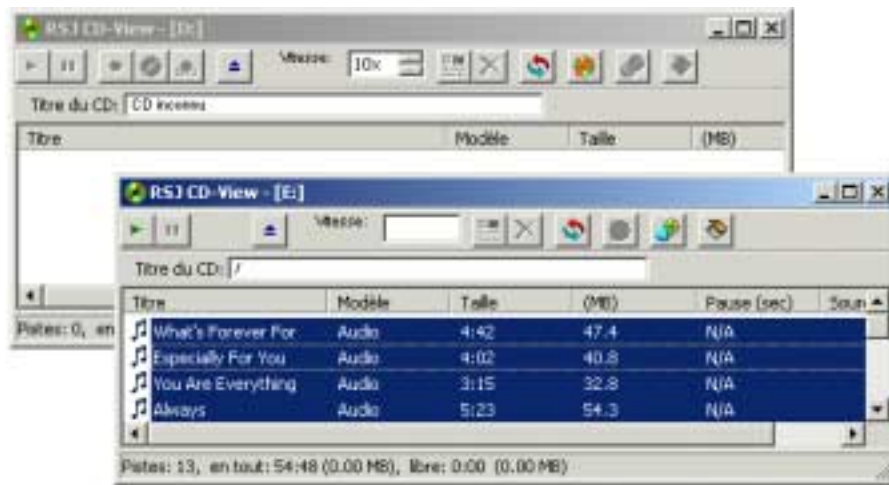 RSJ CD-View - [D:]
Vitesse: 10x
Titre du CD: CD inconnu
Titre Modèle Taille (MB)
Pistes: 0, en
RSJ CD-View - [E:]
Vitesse:
Titre du CD: /
Titre Modèle Taille (MB) Pause (sec) Sour
What's Forever For Audio 4:42 47.4 N/A
Especially For You Audio 4:02 40.8 N/A
You Are Everything Audio 3:15 32.8 N/A
Always Audio 5:23 54.3 N/A
Pistes: 13, en tout: 54:48 (0.00 MB), libre: 0:00 (0.00 MB)